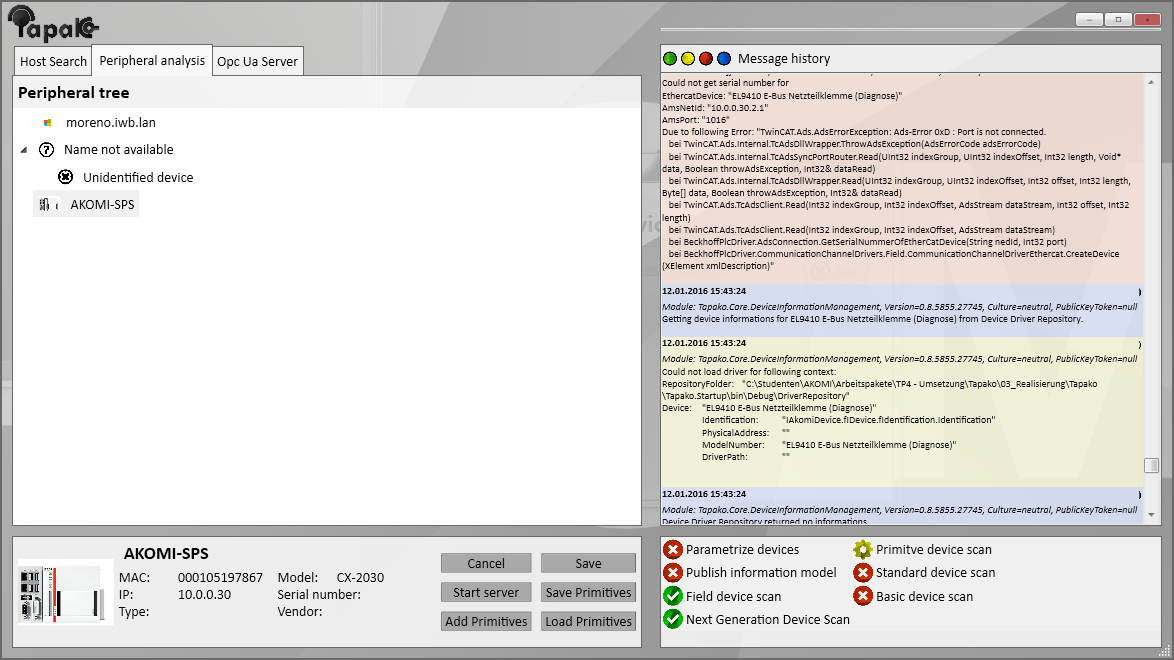 Tapako
Host Search
Peripheral analysis
Opc Ua Server
Peripheral tree
moreno.iwb.lan
Name not available
Unidentified device
AKOMI-SPS
Message history
Could not get serial number for
EthercatDevice: "EL9410 E-Bus Netzteilklemme (Diagnose)"
AmsNetId: "10.0.0.30.2.1"
AmsPort: "1016"
Due to following Error: "TwinCAT.Ads.AdsErrorException: Ads-Error 0xD : Port is not connected.
bei TwinCAT.Ads.Internal.TcAdsDllWrapper.ThrowAdsException(AdsErrorCode adsErrorCode)
bei TwinCAT.Ads.Internal.TcAdsSyncPortRouter.Read(UInt32 indexGroup, UInt32 indexOffset, Int32 length, Void*
data, Boolean throwAdsException, Int32& dataRead)
bei TwinCAT.Ads.Internal.TcAdsDllWrapper.Read(UInt32 indexGroup, UInt32 indexOffset, Int32 offset, Int32 length,
Byte[] data, Boolean throwAdsException, Int32& dataRead)
bei TwinCAT.Ads.TcAdsClient.Read(Int32 indexGroup, Int32 indexOffset, AdsStream dataStream, Int32 offset, Int32
length)
bei TwinCAT.Ads.TcAdsClient.Read(Int32 indexGroup, Int32 indexOffset, AdsStream dataStream)
bei BeckhoffPlcDriver.AdsConnection.GetSerialNummerOfEtherCatDevice(String nedId, Int32 port)
bei BeckhoffPlcDriver.CommunicationChannelDrivers.Field.CommunicationChannelDriverEthercat.CreateDevice
(XElement xmlDescription)"
12.01.2016 15:43:24 )
Module: Tapako.Core.DeviceInformationManagement, Version=0.8.5855.27745, Culture=neutral, PublicKeyToken=null
Getting device informations for EL9410 E-Bus Netzteilklemme (Diagnose) from Device Driver Repository.
12.01.2016 15:43:24 )
Module: Tapako.Core.DeviceInformationManagement, Version=0.8.5855.27745, Culture=neutral, PublicKeyToken=null
Could not load driver for following context:
RepositoryFolder: "C:\Studenten\AKOMI\Arbeitspakete\TP4 - Umsetzung\Tapako\03_Realisierung\Tapako
\Tapako.Startup\bin\Debug\DriverRepository"
Device: "EL9410 E-Bus Netzteilklemme (Diagnose)"
Identification: "IAkomiDevice.fIDevice.fIdentification.Identification"
PhysicalAddress: ""
ModelNumber: "EL9410 E-Bus Netzteilklemme (Diagnose)"
DriverPath: ""
12.01.2016 15:43:24 )
Module: Tapako.Core.DeviceInformationManagement, Version=0.8.5855.27745, Culture=neutral, PublicKeyToken=null
Device Driver Repository returned no informations
AKOMI-SPS
MAC: 000105197867 Model: CX-2030
IP: 10.0.0.30 Serial number:
Type: Vendor:
Cancel
Save
Start server
Save Primitives
Add Primitives
Load Primitives
Parametrize devices
Primitve device scan
Publish information model
Standard device scan
Field device scan
Basic device scan
Next Generation Device Scan